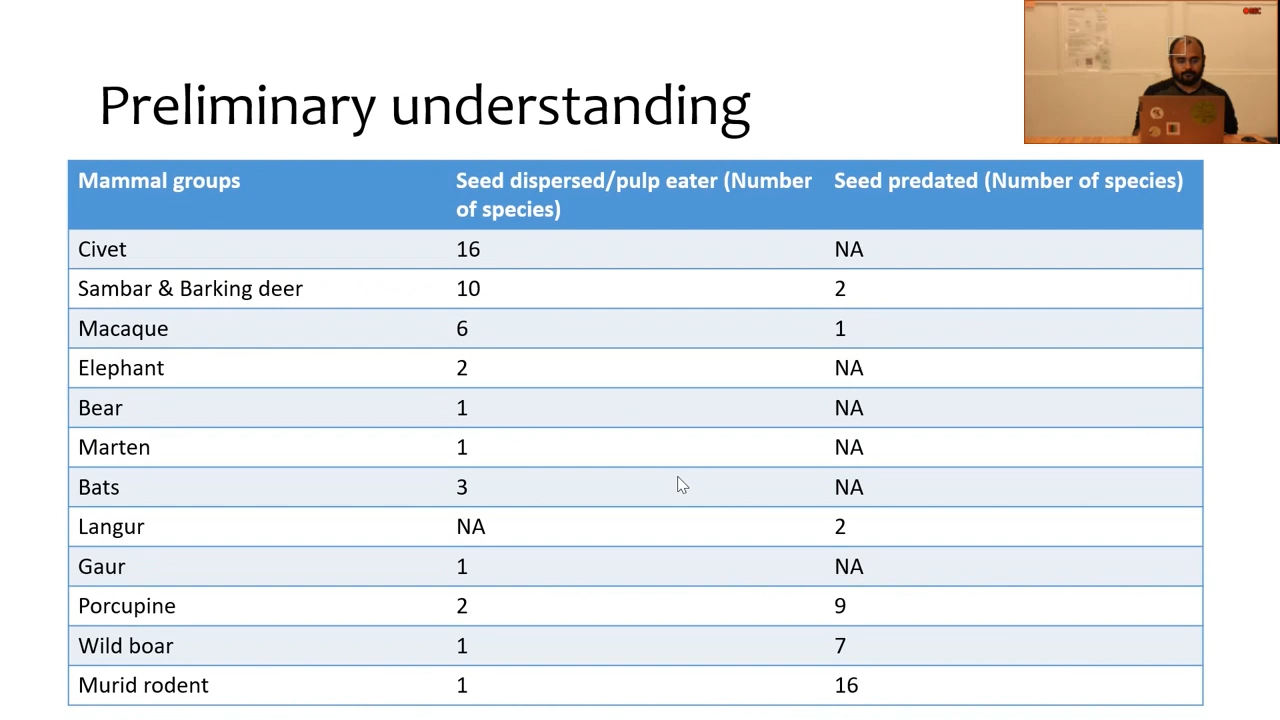 Preliminary understanding
REC
Mammal groups
Seed dispersed/pulp eater (Number
of species)
Seed predated (Number of species)
Civet 16 NA
Sambar & Barking deer 10 2
Macaque 6 1
Elephant 2 NA
Bear 1 NA
Marten 1 NA
Bats 3 NA
Langur NA 2
Gaur 1 NA
Porcupine 2 9
Wild boar 1 7
Murid rodent 1 16